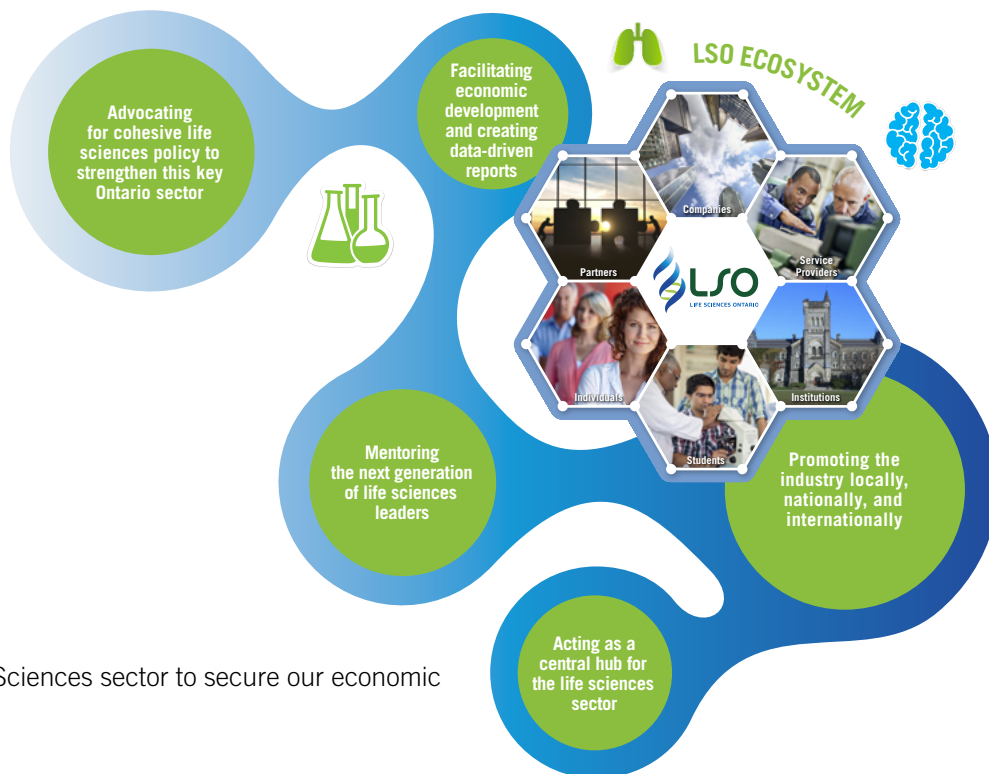 LSO ECOSYSTEM
Advocating
for cohesive life
sciences policy to
strengthen this key
Ontario sector
Facilitating
economic
development
and creating
data-driven
reports
Companies
Partners
Service
Providers
LSO
LIFE SCIENCES ONTARIO
Individuals
Institutions
Students
Mentoring
the next generation
of life sciences
leaders
Promoting the
industry locally,
nationally, and
internationally
Acting as a
central hub for
the life sciences
sector
Sciences sector to secure our economic